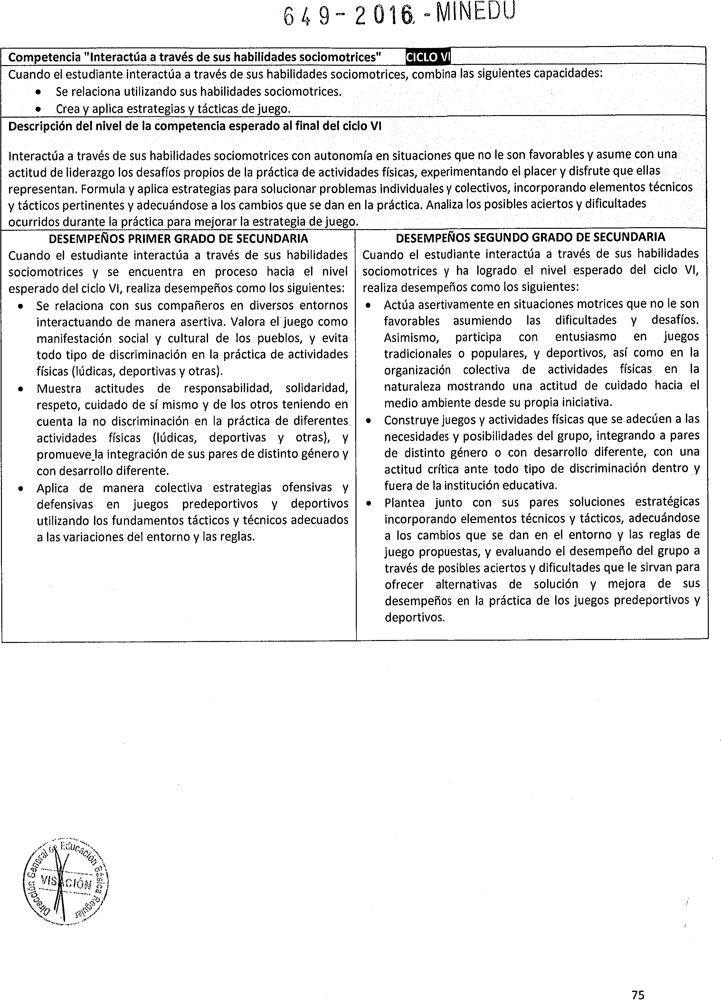 649-2016-MINEDU
Competencia "Interactúa a través de sus habilidades sociomotrices" CICLO VI
Cuando el estudiante interactúa a través de sus habilidades sociomotrices, combina las siguientes capacidades:
• Se relaciona utilizando sus habilidades sociomotrices.
• Crea y aplica estrategias y tácticas de juego.
Descripción del nivel de la competencia esperado al final del ciclo VI
Interactúa a través de sus habilidades sociomotrices con autonomía en situaciones que no le son favorables y asume con una
actitud de liderazgo los desafíos propios de la práctica de actividades físicas, experimentando el placer y disfrute que ellas
representan. Formula y aplica estrategias para solucionar problemas individuales y colectivos, incorporando elementos técnicos
y tácticos pertinentes y adecuándose a los cambios que se dan en la práctica. Analiza los posibles aciertos y dificultades
ocurridos durante la práctica para mejorar la estrategia de juego.
DESEMPEÑOS PRIMER GRADO DE SECUNDARIA
Cuando el estudiante interactúa a través de sus habilidades
sociomotrices y se encuentra en proceso hacia el nivel
esperado del ciclo VI, realiza desempeños como los siguientes:
• Se relaciona con sus compañeros en diversos entornos
interactuando de manera asertiva. Valora el juego como
manifestación social y cultural de los pueblos, y evita
todo tipo de discriminación en la práctica de actividades
físicas (lúdicas, deportivas y otras).
• Muestra actitudes de responsabilidad, solidaridad,
respeto, cuidado de sí mismo y de los otros teniendo en
cuenta la no discriminación en la práctica de diferentes
actividades físicas (lúdicas, deportivas y otras), y
promueve la integración de sus pares de distinto género y
con desarrollo diferente.
• Aplica de manera colectiva estrategias ofensivas y
defensivas en juegos predeportivos y deportivos
utilizando los fundamentos tácticos y técnicos adecuados
a las variaciones del entorno y las reglas.
DESEMPEÑOS SEGUNDO GRADO DE SECUNDARIA
Cuando el estudiante interactúa a través de sus habilidades
sociomotrices y ha logrado el nivel esperado del ciclo VI,
realiza desempeños como los siguientes:
• Actúa asertivamente en situaciones motrices que no le son
favorables asumiendo las dificultades y desafíos.
Asimismo, participa con entusiasmo en juegos
tradicionales o populares, y deportivos, así como en la
organización colectiva de actividades físicas en la
naturaleza mostrando una actitud de cuidado hacia el
medio ambiente desde su propia iniciativa.
• Construye juegos y actividades físicas que se adecúen a las
necesidades y posibilidades del grupo, integrando a pares
de distinto género o con desarrollo diferente, con una
actitud crítica ante todo tipo de discriminación dentro y
fuera de la institución educativa.
• Plantea junto con sus pares soluciones estratégicas
incorporando elementos técnicos y tácticos, adecuándose
a los cambios que se dan en el entorno y las reglas de
juego propuestas, y evaluando el desempeño del grupo a
través de posibles aciertos y dificultades que le sirvan para
ofrecer alternativas de solución y mejora de sus
desempeños en la práctica de los juegos predeportivos y
deportivos.
Dirección General de Educación Básica Regular
VISACIÓN
75